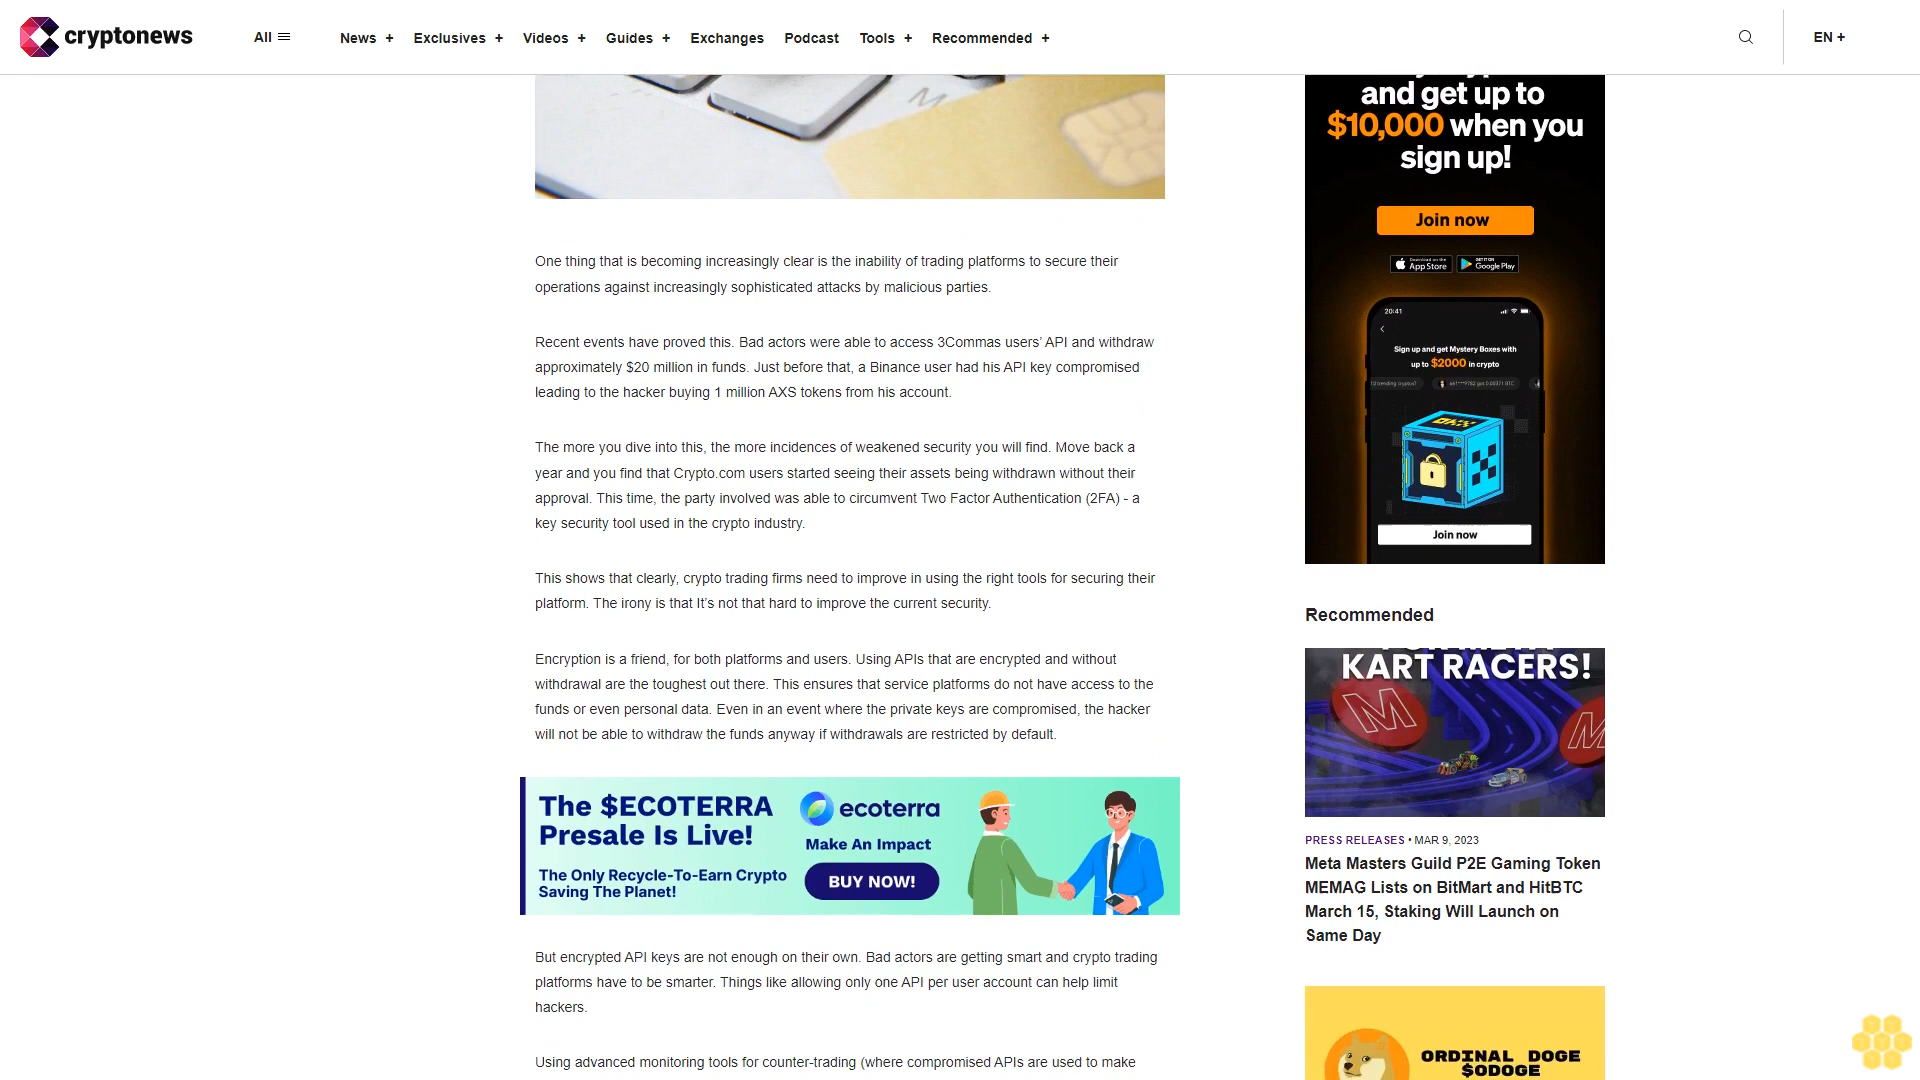 cryptonews
All
News +
Exclusives +
Videos +
Guides +
Exchanges
Podcast
Tools +
Recommended +
EN +
One thing that is becoming increasingly clear is the inability of trading platforms to secure their
operations against increasingly sophisticated attacks by malicious parties.
Recent events have proved this. Bad actors were able to access 3Commas users’ API and withdraw
approximately $20 million in funds. Just before that, a Binance user had his API key compromised
leading to the hacker buying 1 million AXS tokens from his account.
The more you dive into this, the more incidences of weakened security you will find. Move back a
year and you find that Crypto.com users started seeing their assets being withdrawn without their
approval. This time, the party involved was able to circumvent Two Factor Authentication (2FA) - a
key security tool used in the crypto industry.
This shows that clearly, crypto trading firms need to improve in using the right tools for securing their
platform. The irony is that It’s not that hard to improve the current security.
Encryption is a friend, for both platforms and users. Using APIs that are encrypted and without
withdrawal are the toughest out there. This ensures that service platforms do not have access to the
funds or even personal data. Even in an event where the private keys are compromised, the hacker
will not be able to withdraw the funds anyway if withdrawals are restricted by default.
The $ECOTERRA
Presale Is Live!
The Only Recycle-To-Earn Crypto
Saving The Planet!
ecoterra
Make An Impact
BUY NOW!
But encrypted API keys are not enough on their own. Bad actors are getting smart and crypto trading
platforms have to be smarter. Things like allowing only one API per user account can help limit
hackers.
Using advanced monitoring tools for counter-trading (where compromised APIs are used to make
and get up to
$10,000 when you
sign up!
Join now
Download on the
App Store
GET IT ON
Google Play
20:41
Sign up and get Mystery Boxes with
up to $2000 in crypto
Join now
Recommended
KART RACERS!
M
M
PRESS RELEASES • MAR 9, 2023
Meta Masters Guild P2E Gaming Token
MEMAG Lists on BitMart and HitBTC
March 15, Staking Will Launch on
Same Day
ORDINAL DOGE
$ODOGE